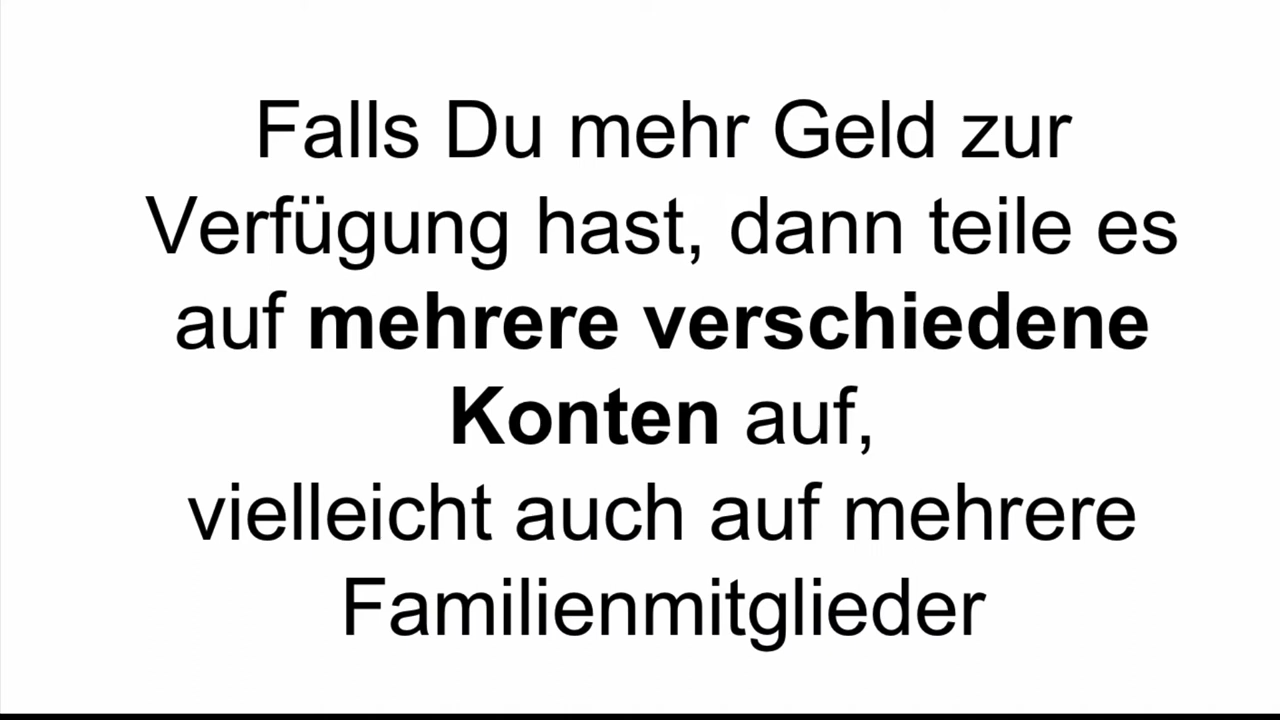 Falls Du mehr Geld zur
Verfügung hast, dann teile es
auf mehrere verschiedene
Konten auf,
vielleicht auch auf mehrere
Familienmitglieder